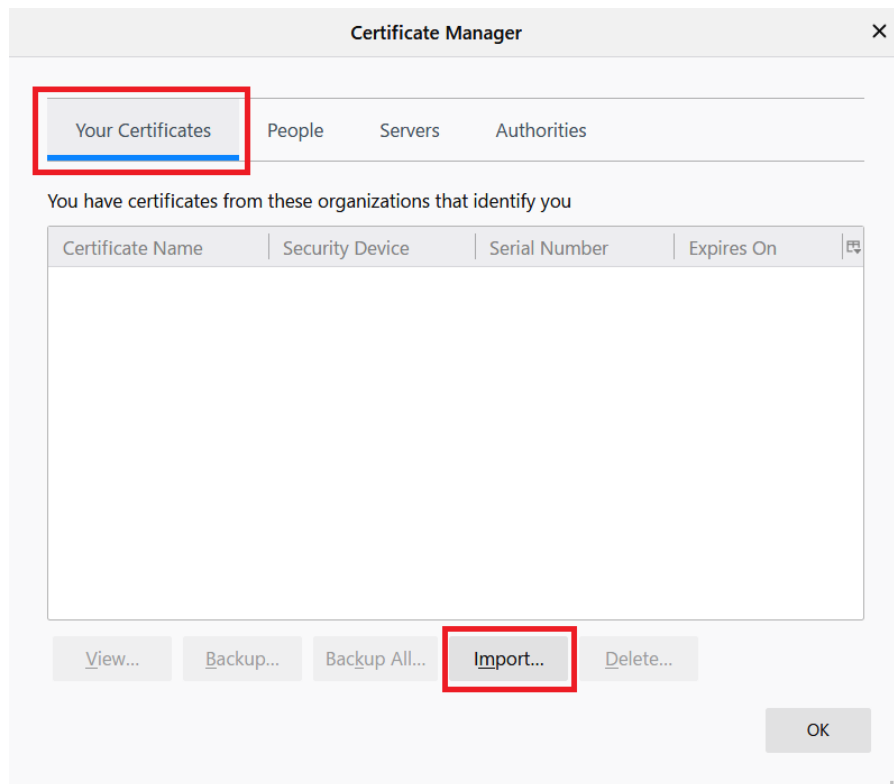 Certificate Manager
Your Certificates People Servers Authorities
You have certificates from these organizations that identify you
Certificate Name Security Device Serial Number Expires On
View... Backup... Backup All... Import... Delete...
OK